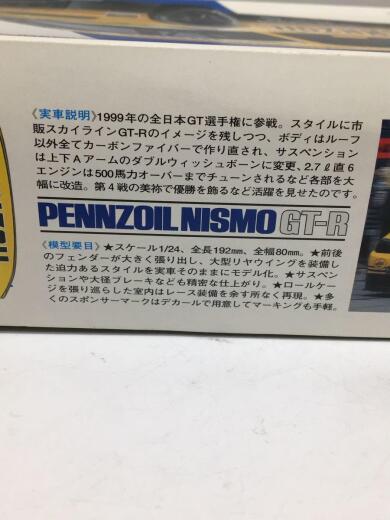 《実車説明》1999年の全日本GT選手権に参戦。スタイルに市
販スカイラインGT-Rのイメージを残しつつ、ボディはルーフ
以外全てカーボンファイバーで作り直され、サスペンション
は上下Aアームのダブルウィッシュボーンに変更、2.7ℓ直6
エンジンは500馬力オーバーまでチューンされるなど各部を大
幅に改造。第4戦の美祢で優勝を飾るなど活躍を見せたのです。
PENNZOIL NISMO GT-R
《模型要目》★スケール1/24、全長192mm、全幅80mm。★前後
のフェンダーが大きく張り出し、大型リヤウイングを装備し
た迫力あるスタイルを実車そのままにモデル化。★サスペン
ションや大径ブレーキなども精密な仕上がり。★ロールケー
ジを張り巡らした室内はレース装備を余す所なく再現。★多
くのスポンサーマークはデカールで用意してマーキングも手軽。